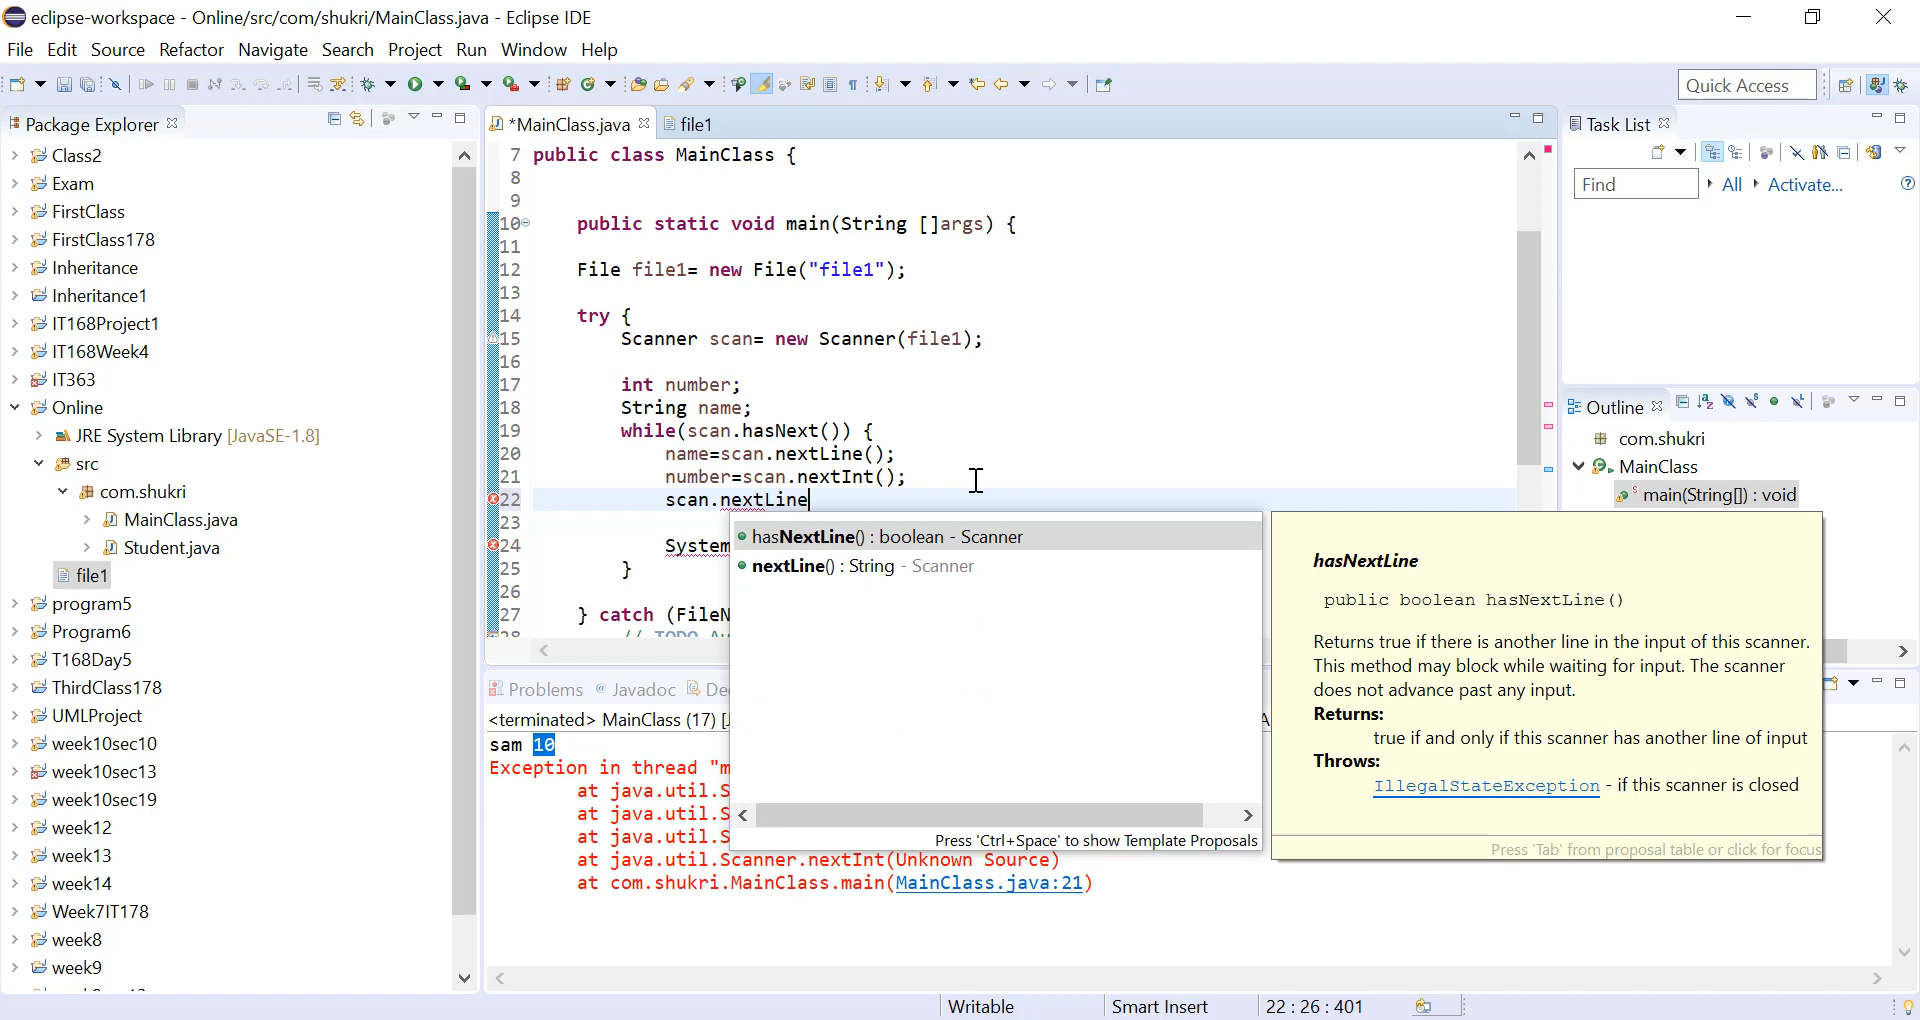 eclipse-workspace - Online/src/com/shukri/MainClass.java - Eclipse IDE
File Edit Source Refactor Navigate Search Project Run Window Help
Quick Access
Package Explorer
Class2
Exam
FirstClass
FirstClass178
Inheritance
Inheritance1
IT168Project1
IT168Week4
IT363
Online
JRE System Library [JavaSE-1.8]
src
com.shukri
MainClass.java
Student.java
file1
program5
Program6
T168Day5
ThirdClass178
UMLProject
week10sec10
week10sec13
week10sec19
week12
week13
week14
Week7IT178
week8
week9
*MainClass.java file1
7 public class MainClass {
8
9
10 public static void main(String []args) {
11
12 File file1= new File("file1");
13
14 try {
15 Scanner scan= new Scanner(file1);
16
17 int number;
18 String name;
19 while(scan.hasNext()) {
20 name=scan.nextLine();
21 number=scan.nextInt();
22 scan.nextLine
23
24 System
25 }
26
27 } catch (FileN
28 // TODO Au
hasNextLine() : boolean - Scanner
nextLine() : String - Scanner
Press 'Ctrl+Space' to show Template Proposals
hasNextLine
public boolean hasNextLine()
Returns true if there is another line in the input of this scanner.
This method may block while waiting for input. The scanner
does not advance past any input.
Returns:
true if and only if this scanner has another line of input
Throws:
IllegalStateException - if this scanner is closed
Press 'Tab' from proposal table or click for focus
Problems Javadoc De
<terminated> MainClass (17) [J
sam 10
Exception in thread "m
at java.util.S
at java.util.S
at java.util.S
at java.util.Scanner.nextInt(Unknown Source)
at com.shukri.MainClass.main(MainClass.java:21)
Task List
Find All Activate...
Outline
com.shukri
MainClass
main(String[]) : void
Writable Smart Insert 22 : 26 : 401